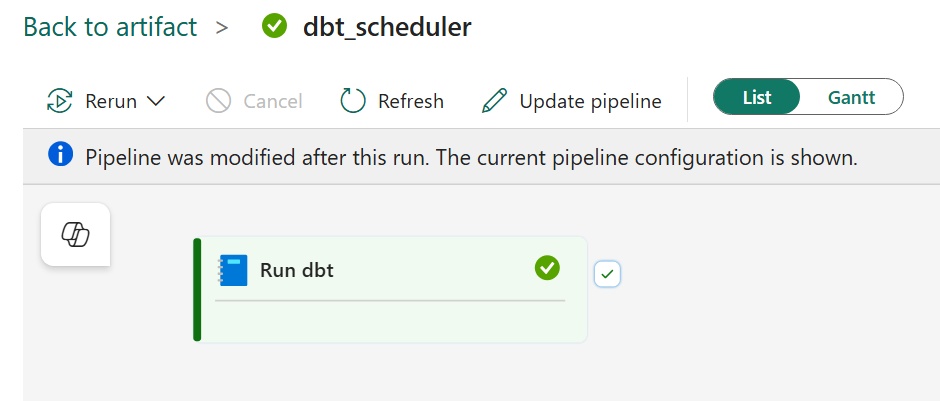 Back to artifact > dbt_scheduler
Rerun Cancel Refresh Update pipeline List Gantt
Pipeline was modified after this run. The current pipeline configuration is shown.
Run dbt